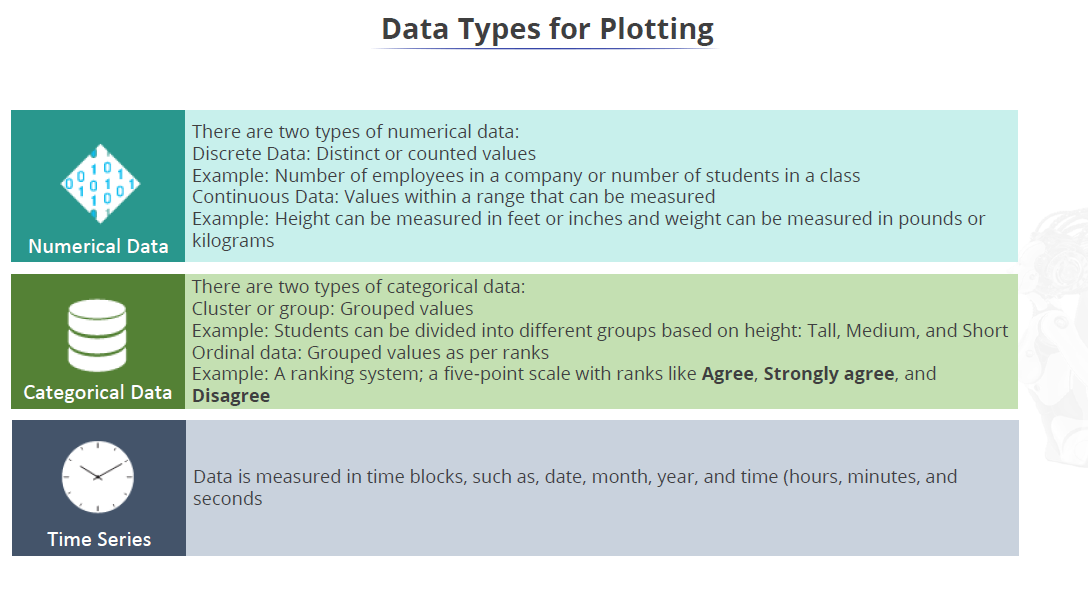 Data Types for Plotting
There are two types of numerical data:
Discrete Data: Distinct or counted values
Example: Number of employees in a company or number of students in a class
Continuous Data: Values within a range that can be measured
Example: Height can be measured in feet or inches and weight can be measured in pounds or
kilograms
Numerical Data
There are two types of categorical data:
Cluster or group: Grouped values
Example: Students can be divided into different groups based on height: Tall, Medium, and Short
Ordinal data: Grouped values as per ranks
Example: A ranking system; a five-point scale with ranks like Agree, Strongly agree, and
Disagree
Categorical Data
Data is measured in time blocks, such as, date, month, year, and time (hours, minutes, and
seconds
Time Series